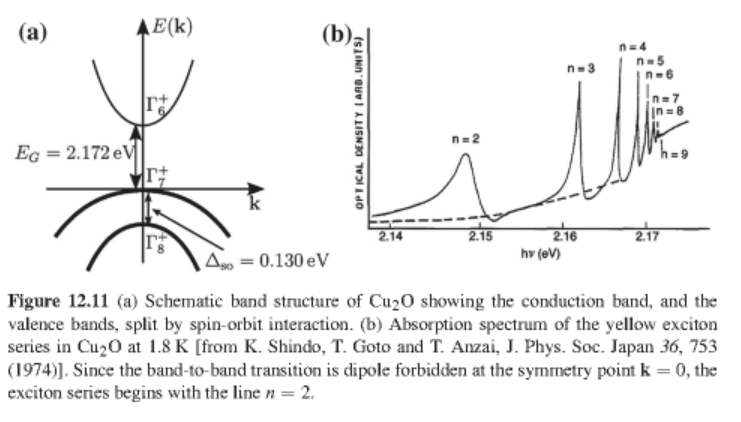 (a)
E(k)
Γ₆⁺
E_G = 2.172 eV
Γ₇⁺
k
Γ₈⁺
Δ_so = 0.130 eV
(b)
OPTICAL DENSITY (ARB. UNITS)
n=2
n=3
n=4
n=5
n=6
n=7
n=8
n=9
2.14 2.15 2.16 2.17
hν (eV)
Figure 12.11 (a) Schematic band structure of Cu₂O showing the conduction band, and the
valence bands, split by spin-orbit interaction. (b) Absorption spectrum of the yellow exciton
series in Cu₂O at 1.8 K [from K. Shindo, T. Goto and T. Anzai, J. Phys. Soc. Japan 36, 753
(1974)]. Since the band-to-band transition is dipole forbidden at the symmetry point k = 0, the
exciton series begins with the line n = 2.